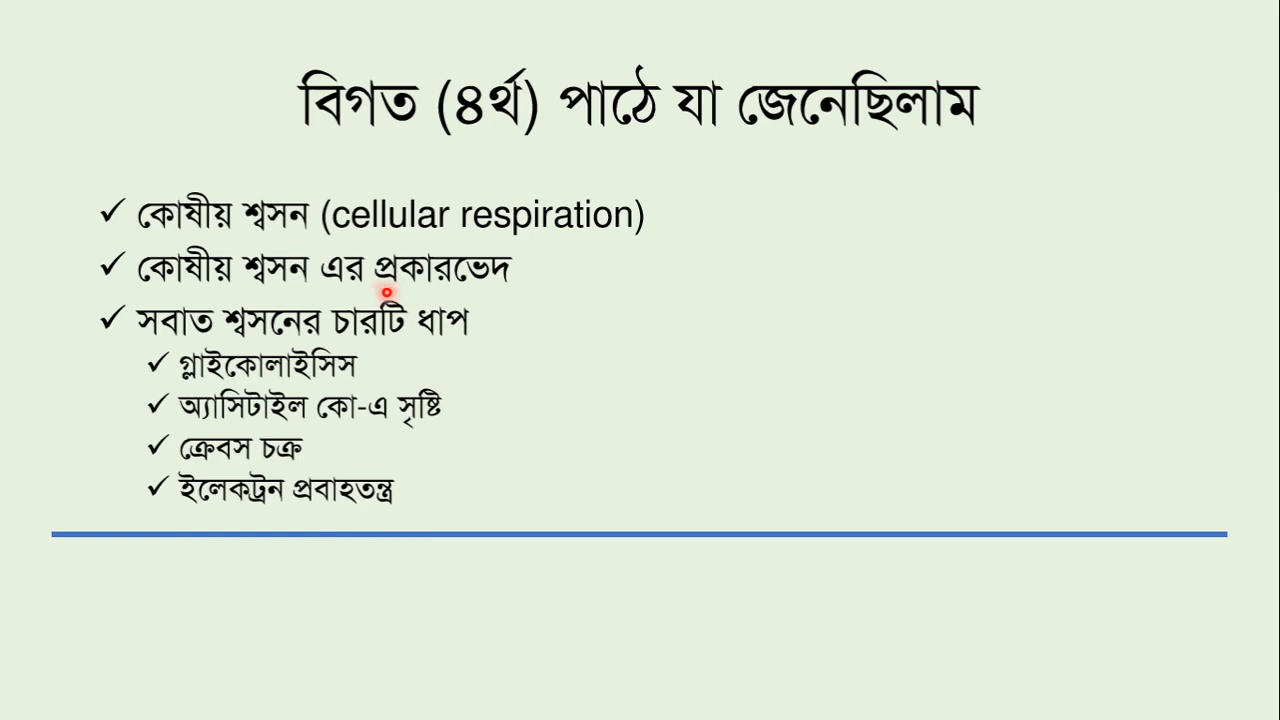 বিগত (৪র্থ) পাঠে যা জেনেছিলাম
✓ কোষীয় শ্বসন (cellular respiration)
✓ কোষীয় শ্বসন এর প্রকারভেদ
✓ সবাত শ্বসনের চারটি ধাপ
✓ গ্লাইকোলাইসিস
✓ অ্যাসিটাইল কো-এ সৃষ্টি
✓ ক্রেবস চক্র
✓ ইলেকট্রন প্রবাহতন্ত্র